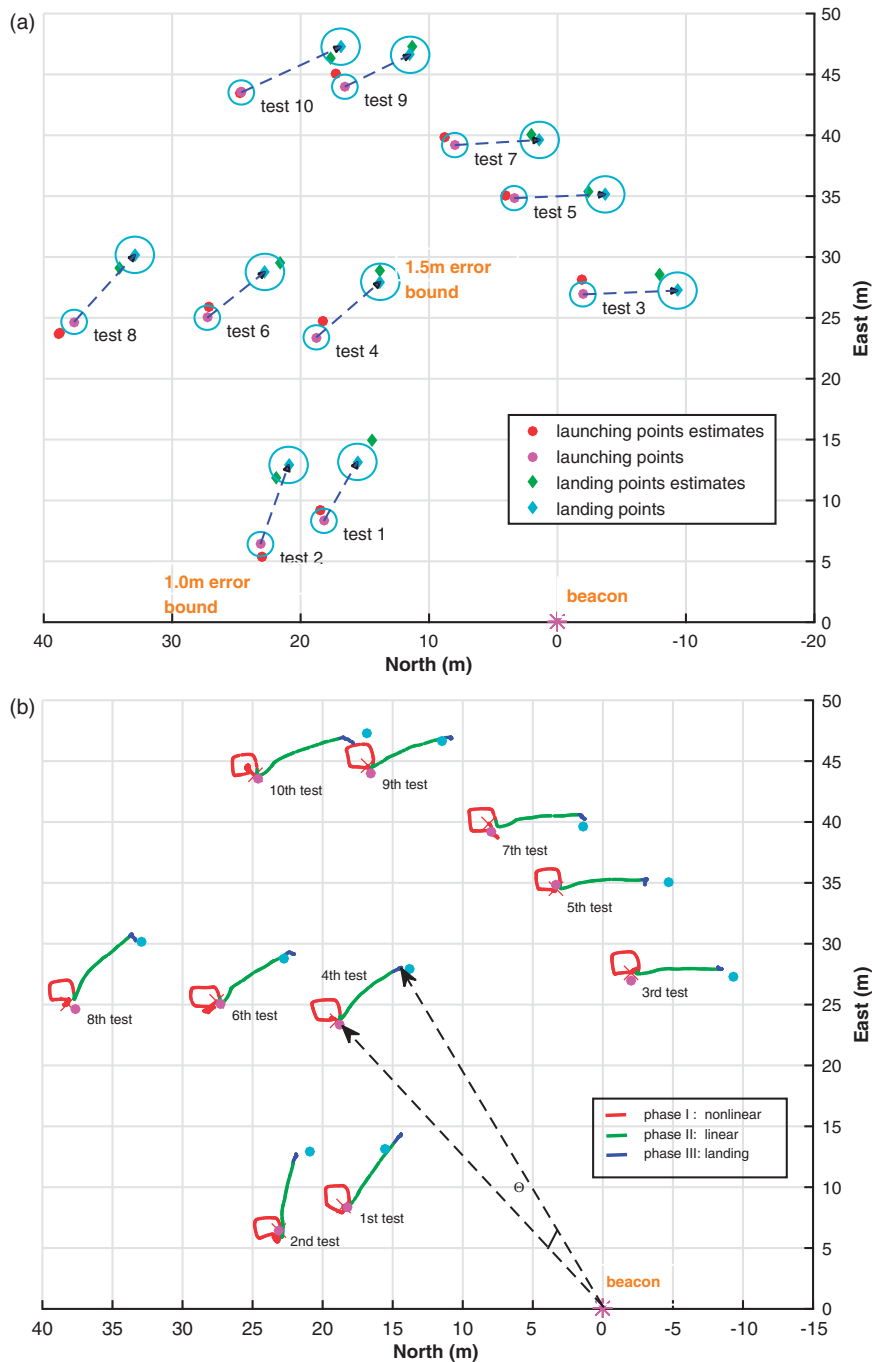 (a)
50
45
40
35
30
25
20
15
10
5
0
East (m)
test 10
test 9
test 7
test 5
test 8
test 6
test 4
test 3
1.5m error
bound
test 2
test 1
1.0m error
bound
beacon
launching points estimates
launching points
landing points estimates
landing points
40
30
20
10
0
-10
-20
North (m)
(b)
50
45
40
35
30
25
20
15
10
5
0
East (m)
10th test
9th test
7th test
5th test
8th test
6th test
4th test
3rd test
2nd test
1st test
phase I : nonlinear
phase II: linear
phase III: landing
Θ
beacon
40
35
30
25
20
15
10
5
0
-5
-10
-15
North (m)